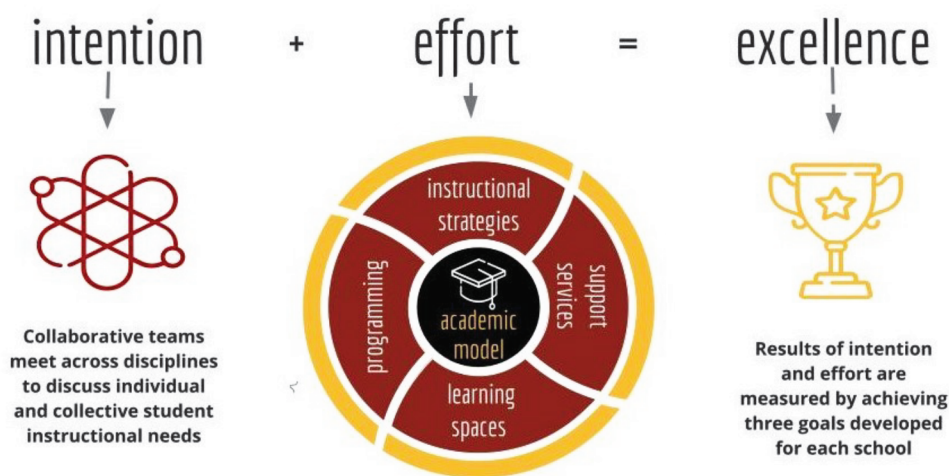 intention + effort = excellence
instructional
strategies
support
services
programming
academic
model
learning
spaces
Collaborative teams
meet across disciplines
to discuss individual
and collective student
instructional needs
Results of intention
and effort are
measured by achieving
three goals developed
for each school